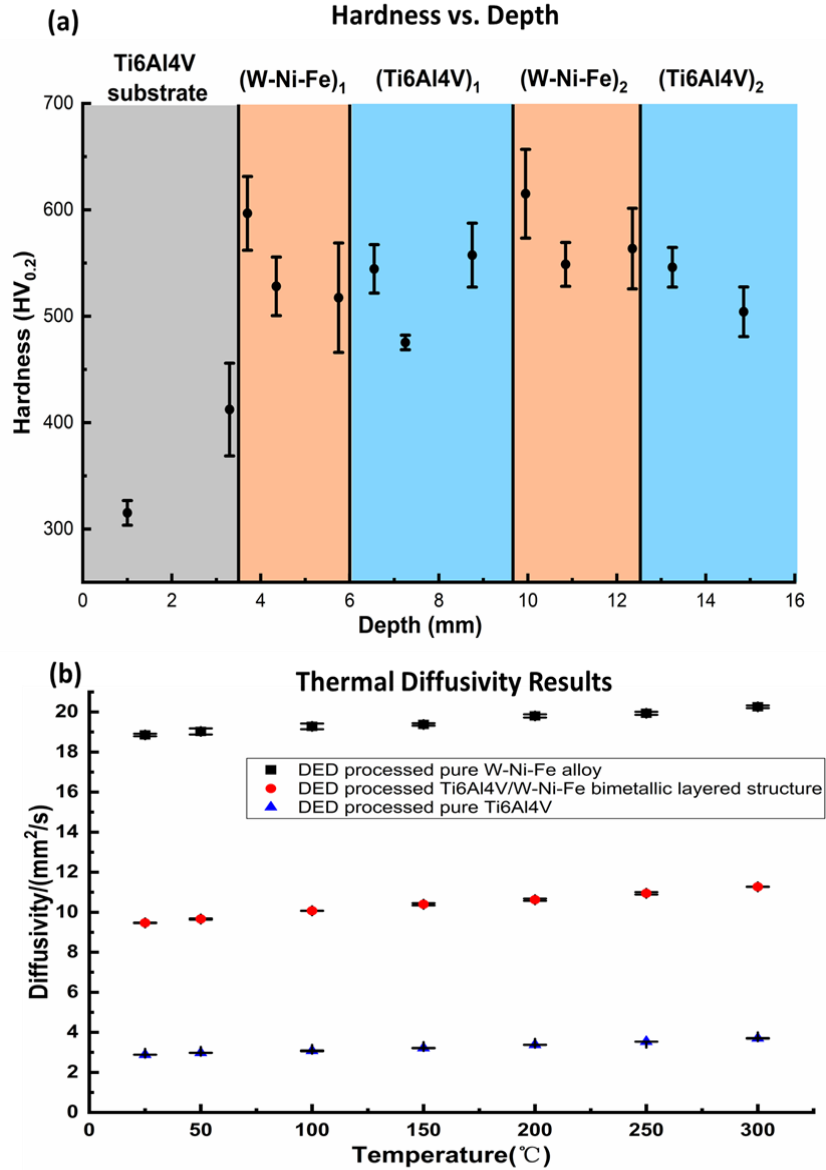 (a)
Hardness vs. Depth
Ti6Al4V
substrate
(W-Ni-Fe)₁
(Ti6Al4V)₁
(W-Ni-Fe)₂
(Ti6Al4V)₂
700
600
500
400
300
Hardness (HV₀.₂)
0 2 4 6 8 10 12 14 16
Depth (mm)
(b)
Thermal Diffusivity Results
20
18
16
14
12
10
8
6
4
2
0
Diffusivity/(mm²/s)
DED processed pure W-Ni-Fe alloy
DED processed Ti6Al4V/W-Ni-Fe bimetallic layered structure
DED processed pure Ti6Al4V
0 50 100 150 200 250 300
Temperature(℃)